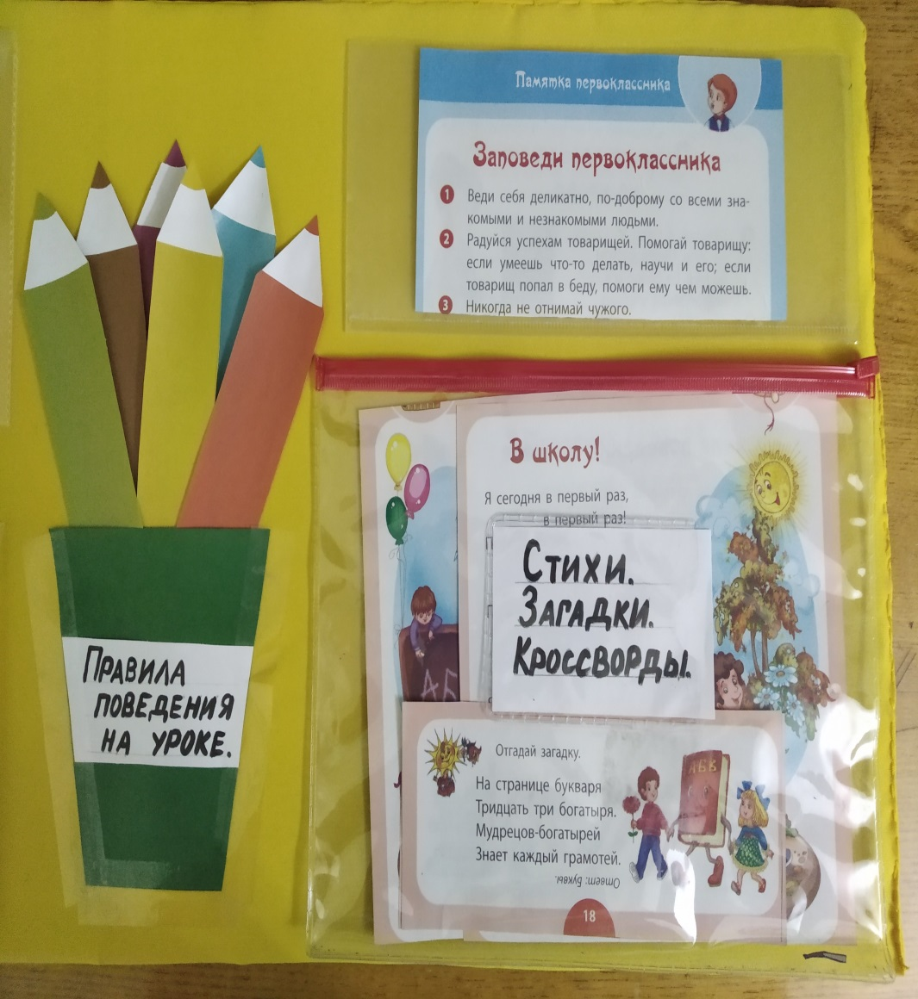 Памятка первоклассника
Заповеди первоклассника
1 Веди себя деликатно, по-доброму со всеми зна-
комыми и незнакомыми людьми.
2 Радуйся успехам товарищей. Помогай товарищу:
если умеешь что-то делать, научи и его; если
товарищ попал в беду, помоги ему чем можешь.
3 Никогда не отнимай чужого.
В школу!
Я сегодня в первый раз,
в первый раз!
Стихи.
Загадки.
Кроссворды.
Правила
поведения
на уроке.
АБ
Отгадай загадку.
АБВ
На странице букваря
Тридцать три богатыря.
Мудрецов-богатырей
Знает каждый грамотей.
Ответ: буквы.
18